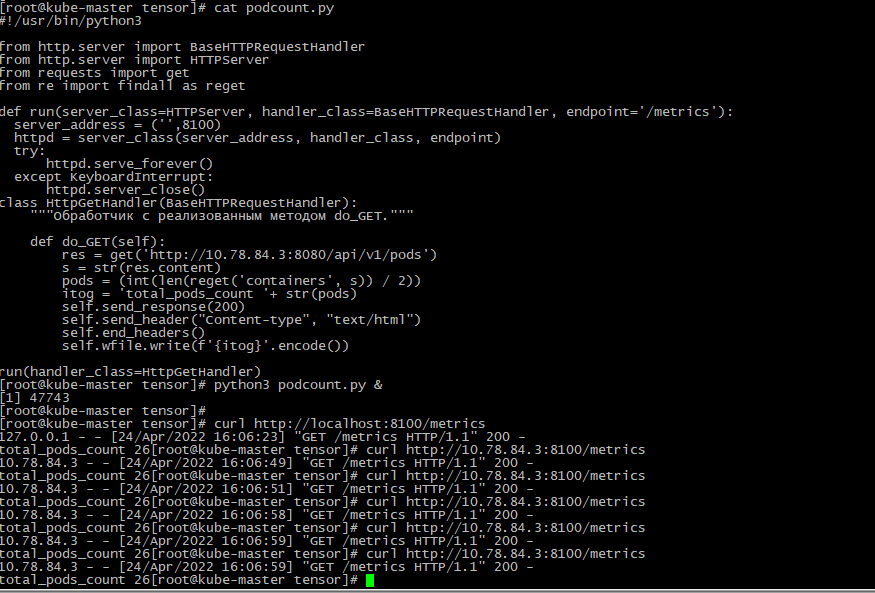 [root@kube-master tensor]# cat podcount.py
#!/usr/bin/python3
from http.server import BaseHTTPRequestHandler
from http.server import HTTPServer
from requests import get
from re import findall as reget
def run(server_class=HTTPServer, handler_class=BaseHTTPRequestHandler, endpoint='/metrics'):
  server_address = ('',8100)
  httpd = server_class(server_address, handler_class, endpoint)
  try:
      httpd.serve_forever()
  except KeyboardInterrupt:
      httpd.server_close()
class HttpGetHandler(BaseHTTPRequestHandler):
    """Обработчик с реализованным методом do_GET."""
    def do_GET(self):
        res = get('http://10.78.84.3:8080/api/v1/pods')
        s = str(res.content)
        pods = (int(len(reget('containers', s)) / 2))
        itog = 'total_pods_count '+ str(pods)
        self.send_response(200)
        self.send_header("Content-type", "text/html")
        self.end_headers()
        self.wfile.write(f'{itog}'.encode())
run(handler_class=HttpGetHandler)
[root@kube-master tensor]# python3 podcount.py &
[1] 47743
[root@kube-master tensor]#
[root@kube-master tensor]# curl http://localhost:8100/metrics
127.0.0.1 - - [24/Apr/2022 16:06:23] "GET /metrics HTTP/1.1" 200 -
total_pods_count 26[root@kube-master tensor]# curl http://10.78.84.3:8100/metrics
10.78.84.3 - - [24/Apr/2022 16:06:49] "GET /metrics HTTP/1.1" 200 -
total_pods_count 26[root@kube-master tensor]# curl http://10.78.84.3:8100/metrics
10.78.84.3 - - [24/Apr/2022 16:06:51] "GET /metrics HTTP/1.1" 200 -
total_pods_count 26[root@kube-master tensor]# curl http://10.78.84.3:8100/metrics
10.78.84.3 - - [24/Apr/2022 16:06:58] "GET /metrics HTTP/1.1" 200 -
total_pods_count 26[root@kube-master tensor]# curl http://10.78.84.3:8100/metrics
10.78.84.3 - - [24/Apr/2022 16:06:59] "GET /metrics HTTP/1.1" 200 -
total_pods_count 26[root@kube-master tensor]# curl http://10.78.84.3:8100/metrics
10.78.84.3 - - [24/Apr/2022 16:06:59] "GET /metrics HTTP/1.1" 200 -
total_pods_count 26[root@kube-master tensor]#